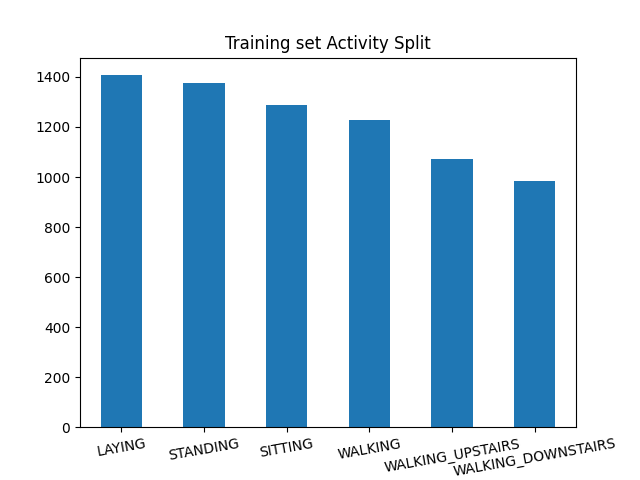 Training set Activity Split
1400
1200
1000
800
600
400
200
0
LAYING
STANDING
SITTING
WALKING
WALKING_UPSTAIRS
WALKING_DOWNSTAIRS